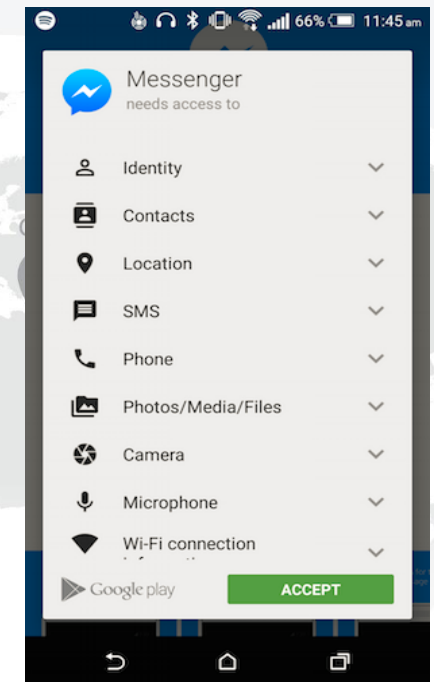 66% 11:45 am
Messenger
needs access to
Identity
Contacts
Location
SMS
Phone
Photos/Media/Files
Camera
Microphone
Wi-Fi connection
Google play
ACCEPT